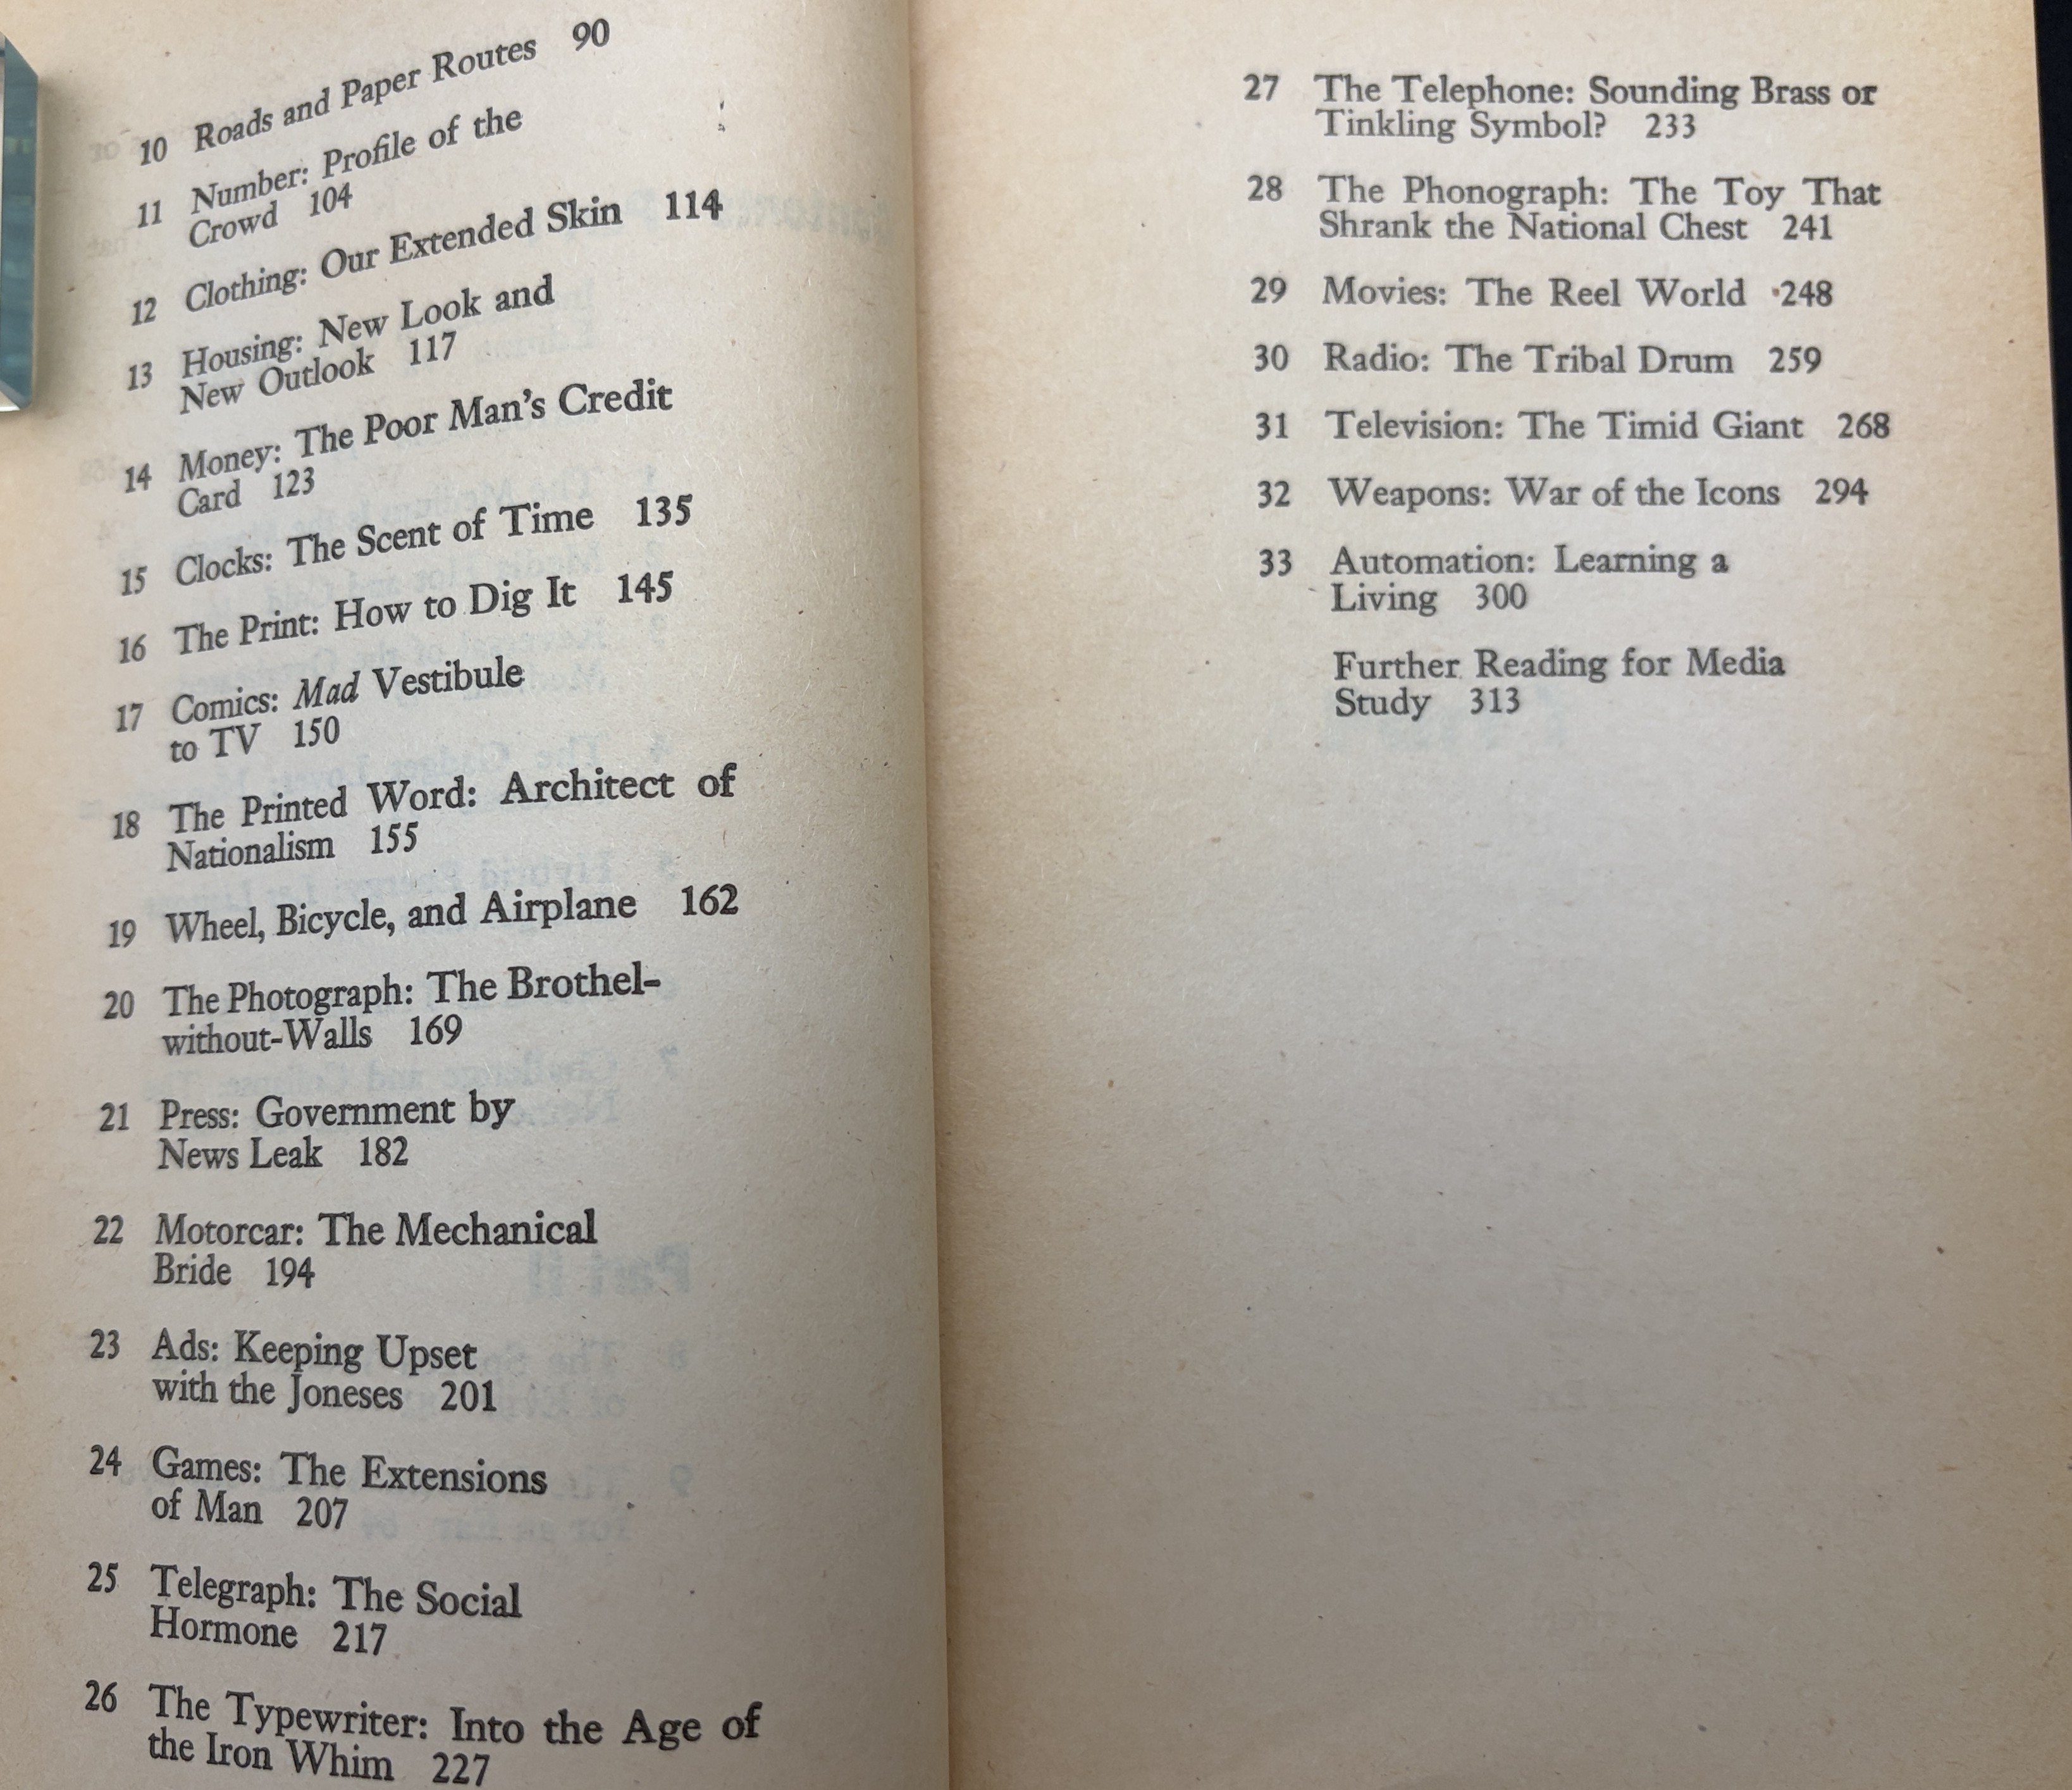 10 Roads and Paper Routes 90
11 Number: Profile of the
Crowd 104
12 Clothing: Our Extended Skin 114
13 Housing: New Look and
New Outlook 117
14 Money: The Poor Man's Credit
Card 123
15 Clocks: The Scent of Time 135
16 The Print: How to Dig It 145
17 Comics: Mad Vestibule
to TV 150
18 The Printed Word: Architect of
Nationalism 155
19 Wheel, Bicycle, and Airplane 162
20 The Photograph: The Brothel-
without-Walls 169
21 Press: Government by
News Leak 182
22 Motorcar: The Mechanical
Bride 194
23 Ads: Keeping Upset
with the Joneses 201
24 Games: The Extensions
of Man 207
25 Telegraph: The Social
Hormone 217
26 The Typewriter: Into the Age of
the Iron Whim 227
27 The Telephone: Sounding Brass or
Tinkling Symbol? 233
28 The Phonograph: The Toy That
Shrank the National Chest 241
29 Movies: The Reel World 248
30 Radio: The Tribal Drum 259
31 Television: The Timid Giant 268
32 Weapons: War of the Icons 294
33 Automation: Learning a
Living 300
Further Reading for Media
Study 313